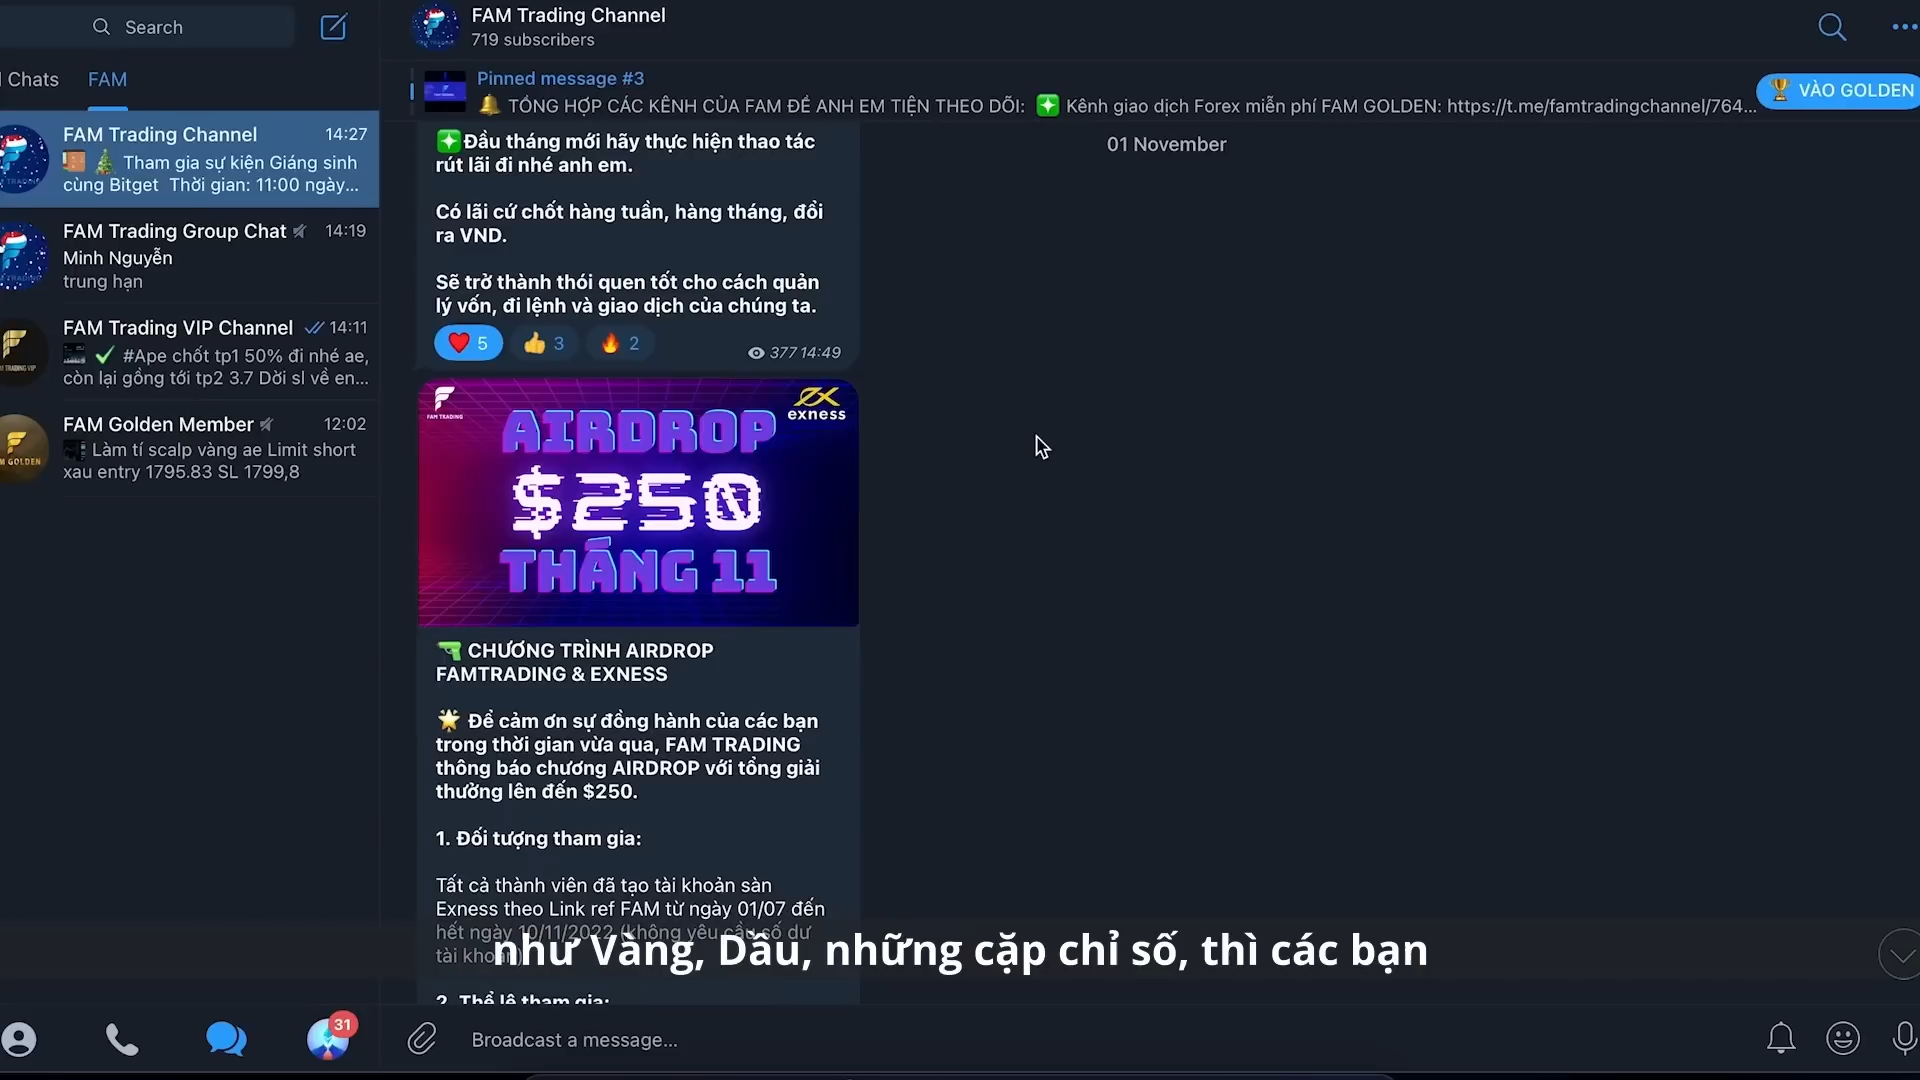 Search
Chats
FAM
FAM Trading Channel
14:27
Tham gia sự kiện Giáng sinh
cùng Bitget Thời gian: 11:00 ngày...
FAM Trading Group Chat
14:19
Minh Nguyễn
trung hạn
FAM Trading VIP Channel
14:11
#Ape chốt tp1 50% đi nhé ae,
còn lại gồng tới tp2 3.7 Dời sl về en...
FAM Golden Member
12:02
Làm tí scalp vàng ae Limit short
xau entry 1795.83 SL 1799,8
31
FAM Trading Channel
719 subscribers
Pinned message #3
TỔNG HỢP CÁC KÊNH CỦA FAM ĐỂ ANH EM TIỆN THEO DÕI: Kênh giao dịch Forex miễn phí FAM GOLDEN: https://t.me/famtradingchannel/764...
VÀO GOLDEN
01 November
Đầu tháng mới hãy thực hiện thao tác
rút lãi đi nhé anh em.
Có lãi cứ chốt hàng tuần, hàng tháng, đổi
ra VND.
Sẽ trở thành thói quen tốt cho cách quản
lý vốn, đi lệnh và giao dịch của chúng ta.
5
3
2
377 14:49
FAM TRADING
exness
AIRDROP
$250
THÁNG 11
CHƯƠNG TRÌNH AIRDROP
FAMTRADING & EXNESS
Để cảm ơn sự đồng hành của các bạn
trong thời gian vừa qua, FAM TRADING
thông báo chương AIRDROP với tổng giải
thưởng lên đến $250.
1. Đối tượng tham gia:
Tất cả thành viên đã tạo tài khoản sàn
Exness theo Link ref FAM từ ngày 01/07 đến
hết ngày 10/11/2022 (không yêu cầu số dư
tài khoản)
2. Thể lệ tham gia:
như Vàng, Dầu, những cặp chỉ số, thì các bạn
Broadcast a message...